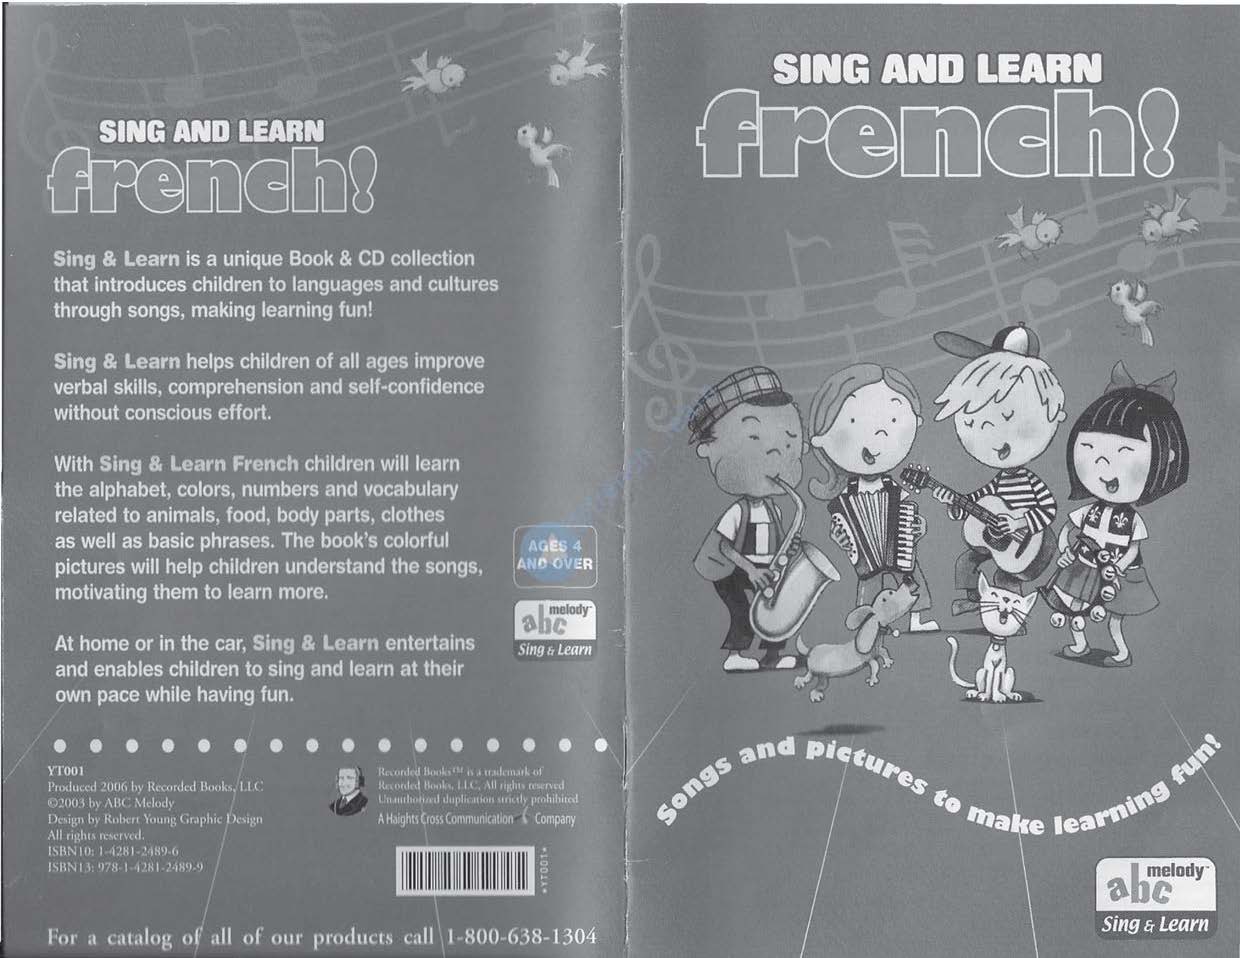 SING AND LEARN
french!
Sing & Learn is a unique Book & CD collection
that introduces children to languages and cultures
through songs, making learning fun!
Sing & Learn helps children of all ages improve
verbal skills, comprehension and self-confidence
without conscious effort.
With Sing & Learn French children will learn
the alphabet, colors, numbers and vocabulary
related to animals, food, body parts, clothes
as well as basic phrases. The book's colorful
pictures will help children understand the songs,
motivating them to learn more.
At home or in the car, Sing & Learn entertains
and enables children to sing and learn at their
own pace while having fun.
AGES 4
AND OVER
melody™
abc
Sing & Learn
YT001
Produced 2006 by Recorded Books, LLC
©2003 by ABC Melody
Design by Robert Young Graphic Design
All rights reserved.
ISBN10: 1-4281-2489-6
ISBN13: 978-1-4281-2489-9
Recorded Books™ is a trademark of
Recorded Books, LLC, All rights reserved
Unauthorized duplication strictly prohibited
A Haights Cross Communication Company
*YT001*
For a catalog of all of our products call 1-800-638-1304
SING AND LEARN
french!
Songs and pictures to make learning fun!
melody™
abc
Sing & Learn